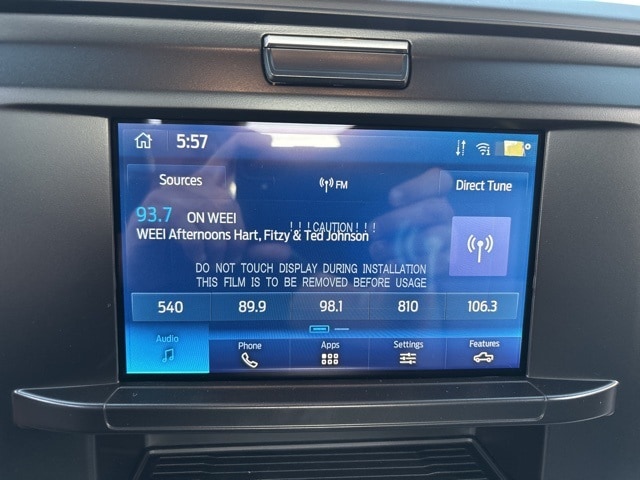 5:57
Sources
FM
Direct Tune
93.7 ON WEEI
!!!CAUTION!!!
WEEI Afternoons Hart, Fitzy & Ted Johnson
DO NOT TOUCH DISPLAY DURING INSTALLATION
THIS FILM IS TO BE REMOVED BEFORE USAGE
540 89.9 98.1 810 106.3
Audio Phone Apps Settings Features